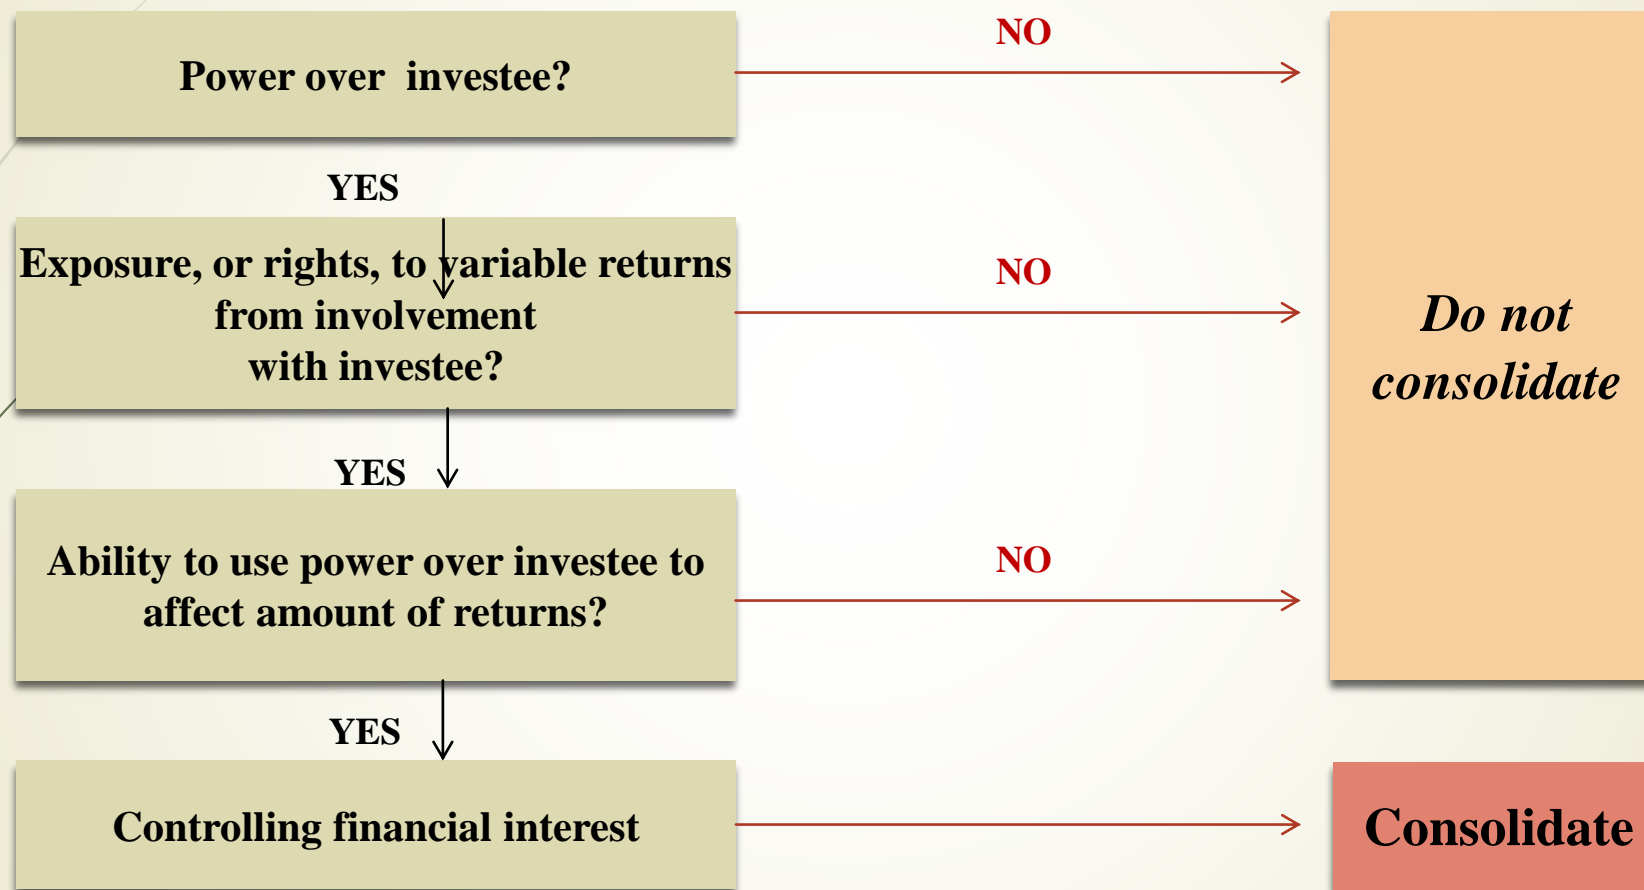 Power over investee?
NO
YES
Exposure, or rights, to variable returns
from involvement
with investee?
NO
Do not
consolidate
YES
Ability to use power over investee to
affect amount of returns?
NO
YES
Controlling financial interest
Consolidate